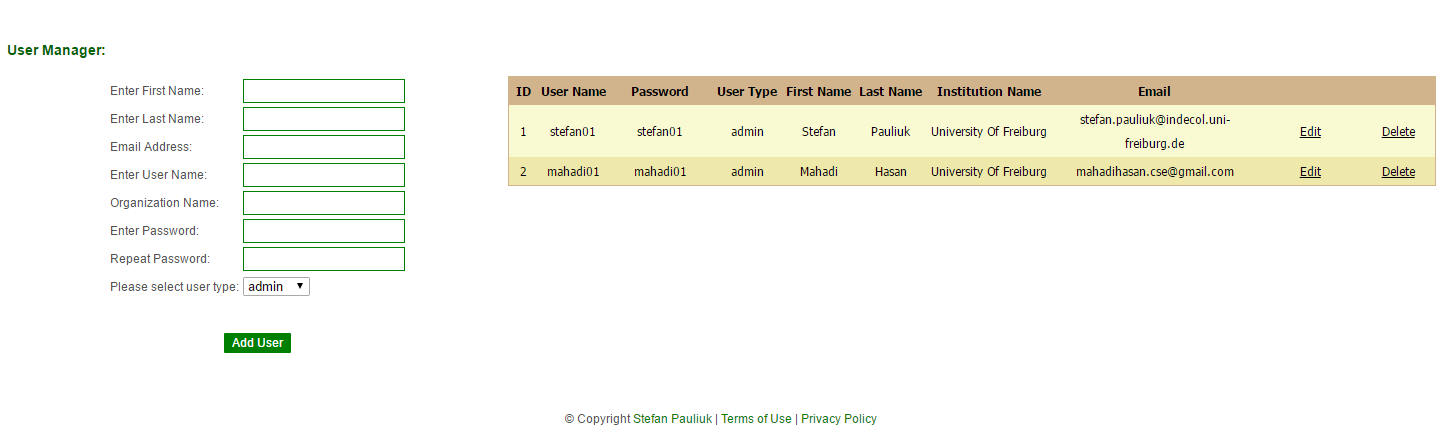 User Manager:
Enter First Name:
Enter Last Name:
Email Address:
Enter User Name:
Organization Name:
Enter Password:
Repeat Password:
Please select user type: admin
Add User
ID User Name Password User Type First Name Last Name Institution Name Email
1 stefan01 stefan01 admin Stefan Pauliuk University Of Freiburg stefan.pauliuk@indecol.uni-
freiburg.de Edit Delete
2 mahadi01 mahadi01 admin Mahadi Hasan University Of Freiburg mahadihasan.cse@gmail.com Edit Delete
© Copyright Stefan Pauliuk | Terms of Use | Privacy Policy